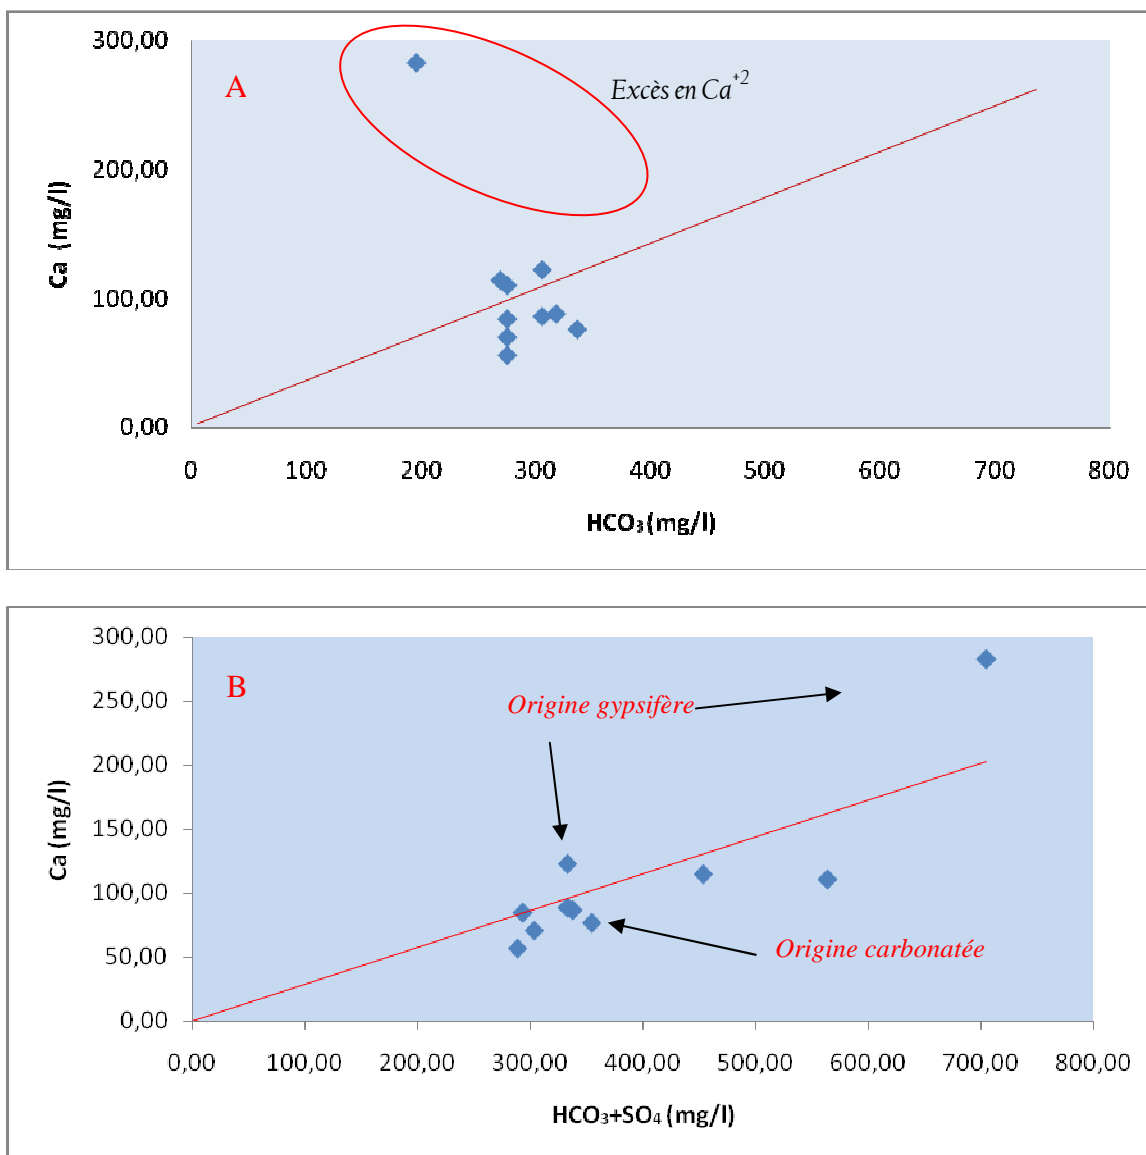 300,00
A
Excès en Ca⁺²
200,00
100,00
0,00
Ca (mg/l)
0 100 200 300 400 500 600 700 800
HCO₃(mg/l)
300,00
B
Origine gypsifère
250,00
200,00
150,00
100,00
50,00
Origine carbonatée
0,00
Ca (mg/l)
0,00 100,00 200,00 300,00 400,00 500,00 600,00 700,00 800,00
HCO₃+SO₄ (mg/l)